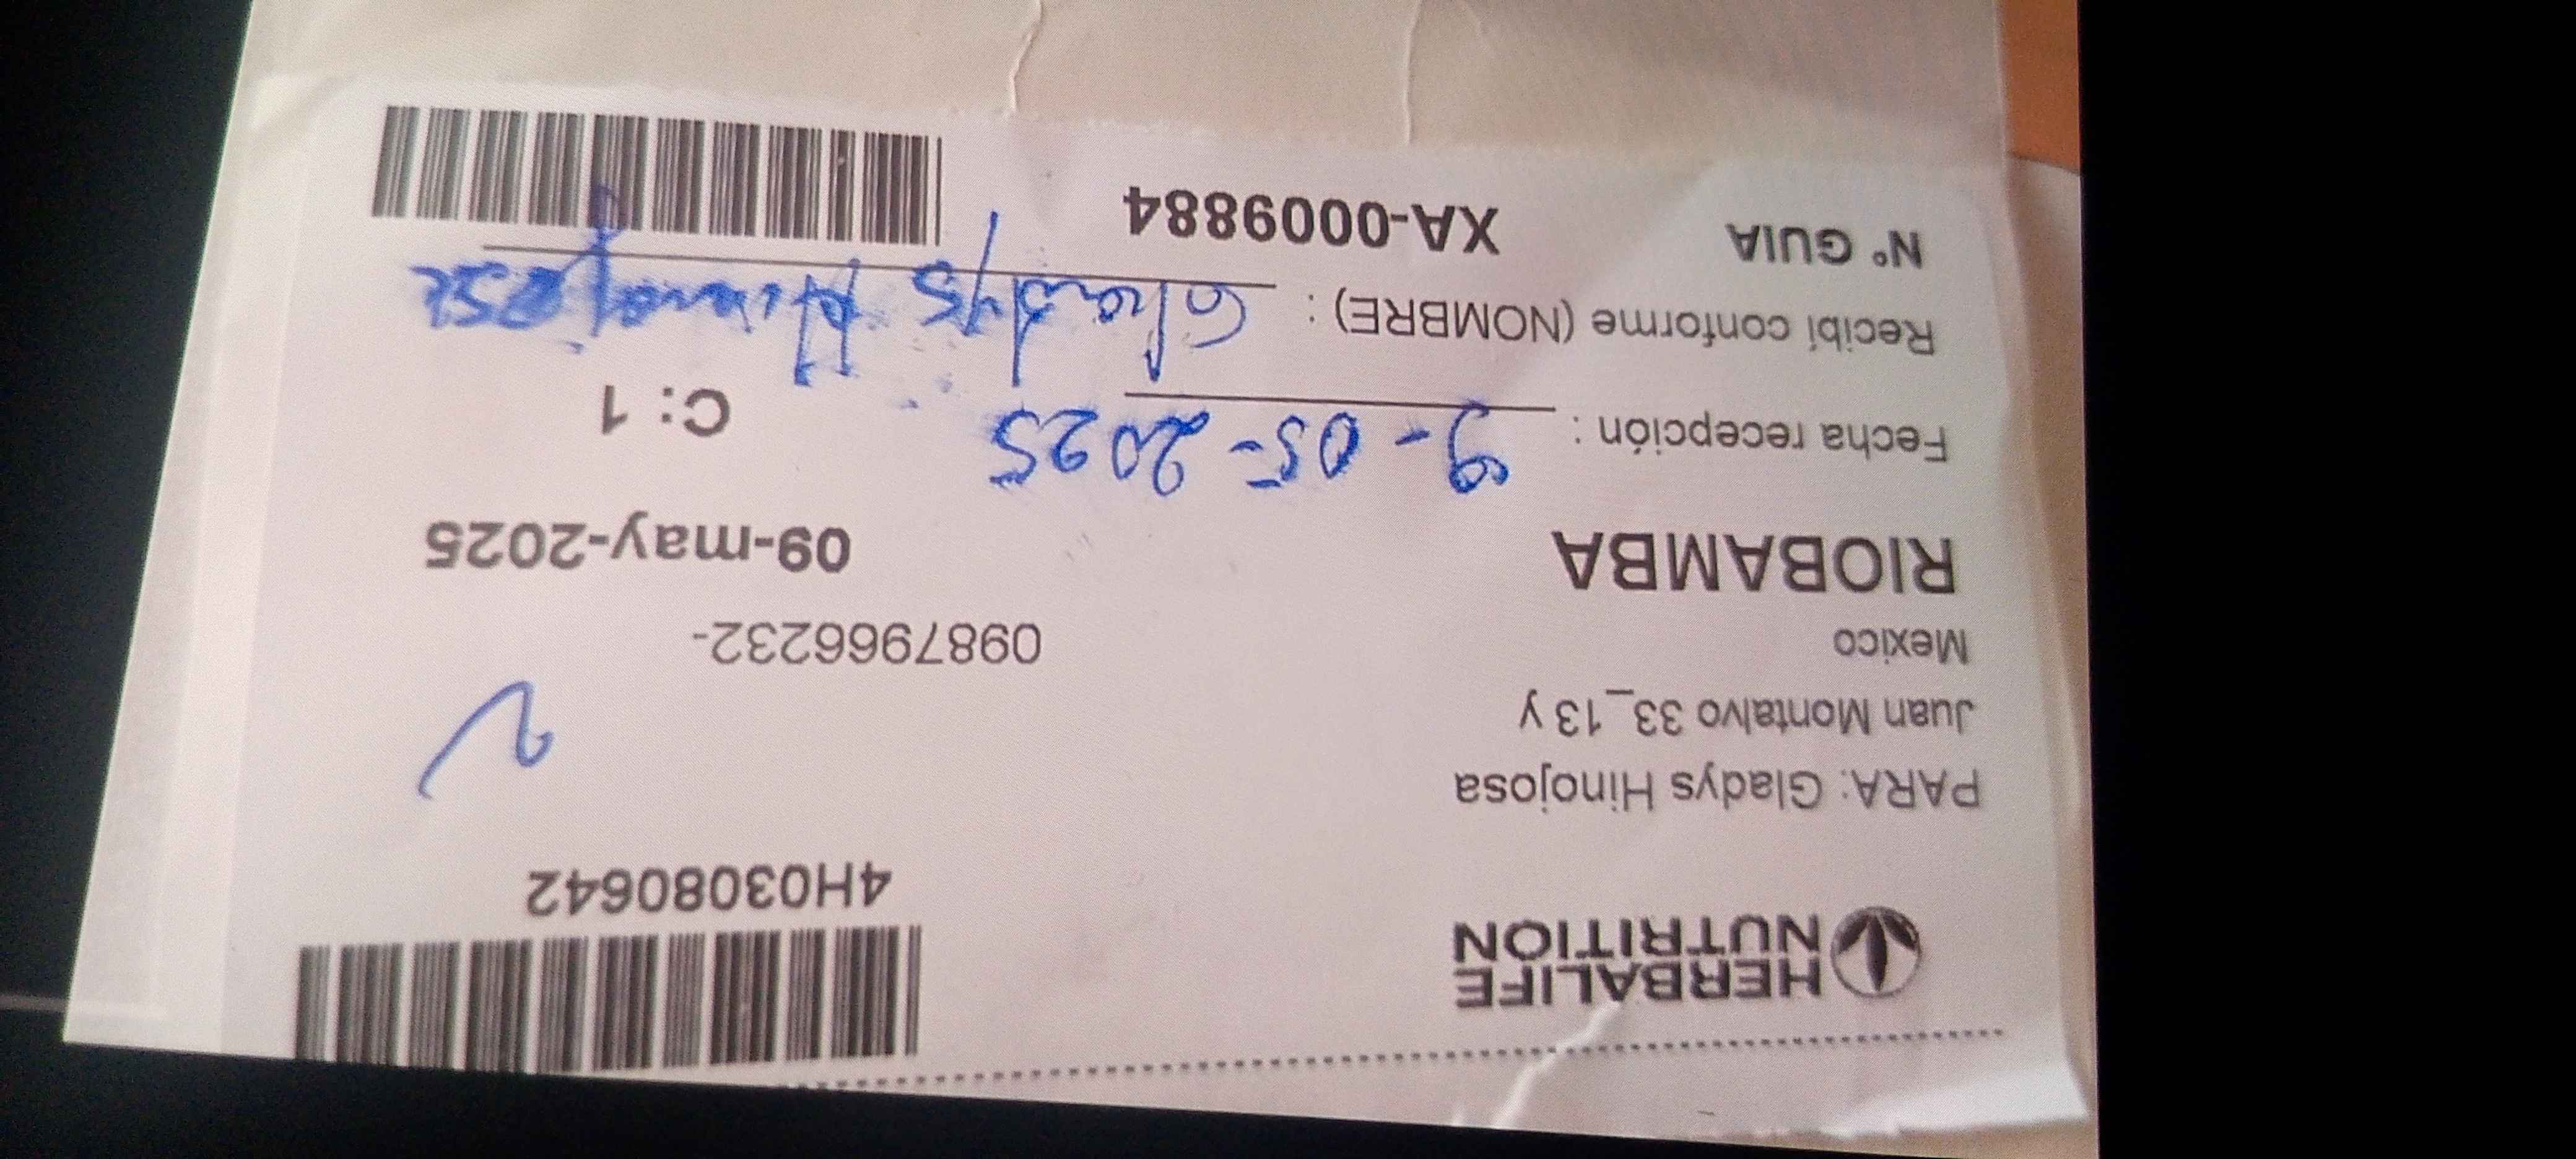 HERBALIFE
NUTRITION
4H03080642
PARA: Gladys Hinojosa
Juan Montalvo 33_13 y
Mexico
0987966232-
RIOBAMBA
09-may-2025
Fecha recepción : 9-05-2025
C: 1
Recibí conforme (NOMBRE) : Gladys Hinojosa
N° GUIA XA-0009884